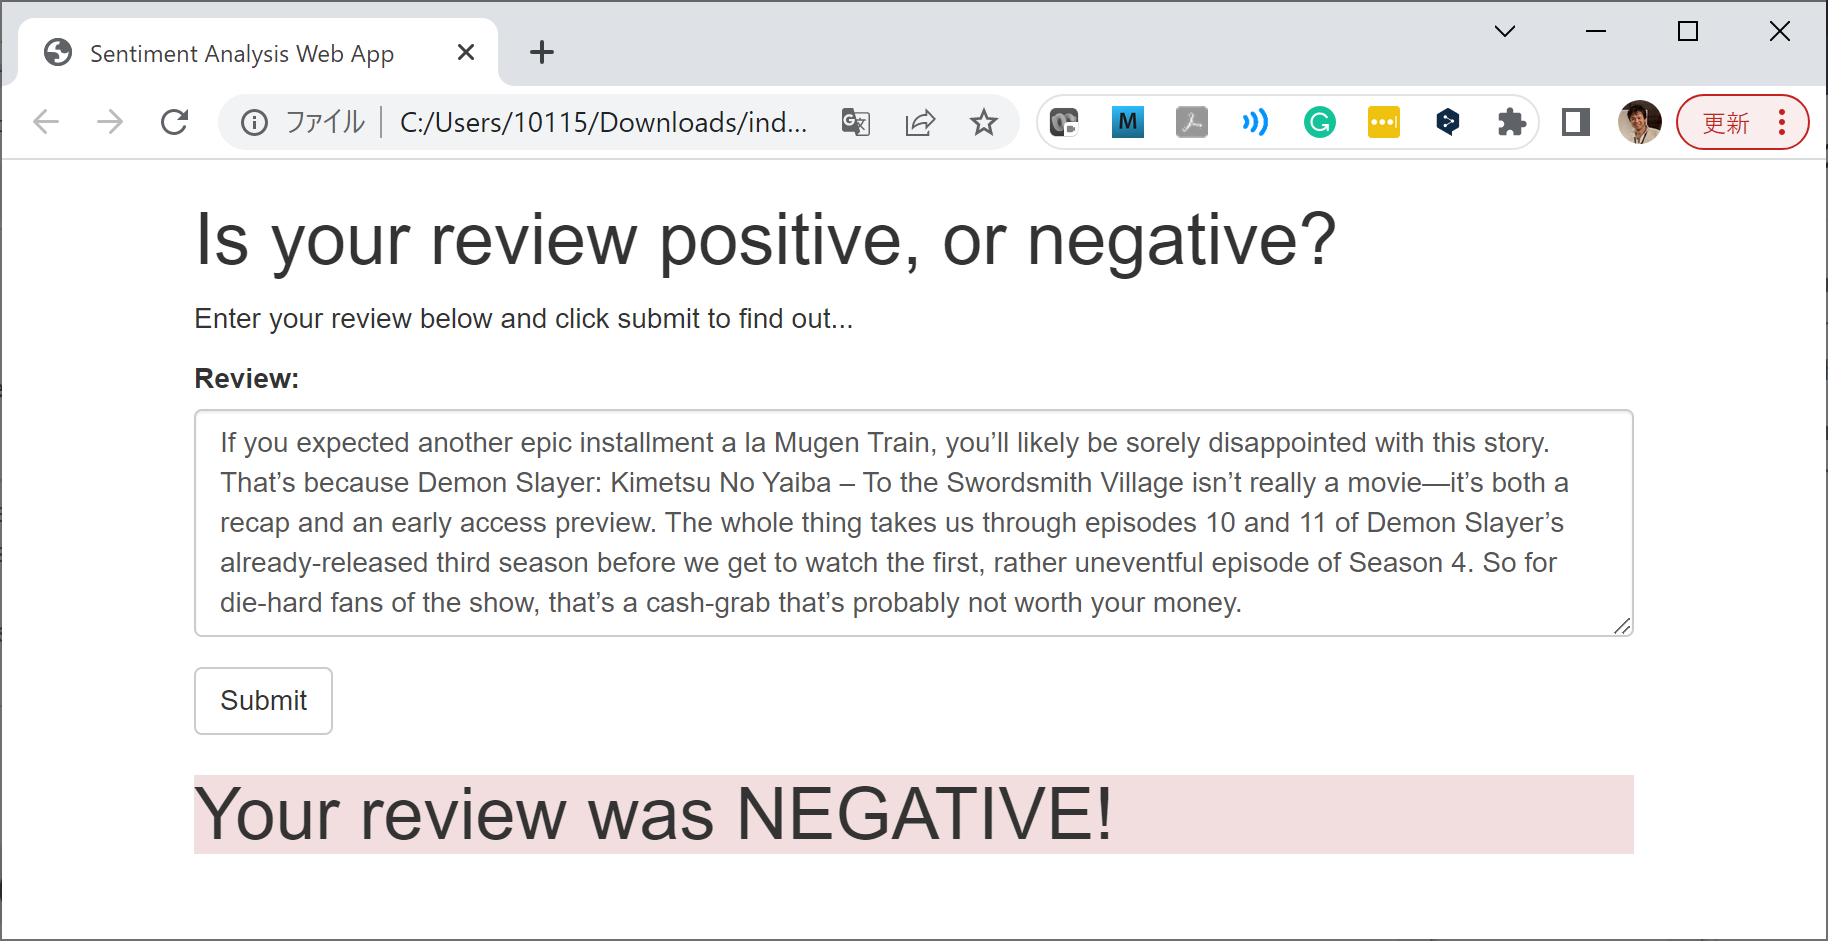 Sentiment Analysis Web App
ファイル C:/Users/10115/Downloads/ind...
M
更新
Is your review positive, or negative?
Enter your review below and click submit to find out...
Review:
If you expected another epic installment a la Mugen Train, you’ll likely be sorely disappointed with this story.
That’s because Demon Slayer: Kimetsu No Yaiba – To the Swordsmith Village isn’t really a movie—it’s both a
recap and an early access preview. The whole thing takes us through episodes 10 and 11 of Demon Slayer’s
already-released third season before we get to watch the first, rather uneventful episode of Season 4. So for
die-hard fans of the show, that’s a cash-grab that’s probably not worth your money.
Submit
Your review was NEGATIVE!